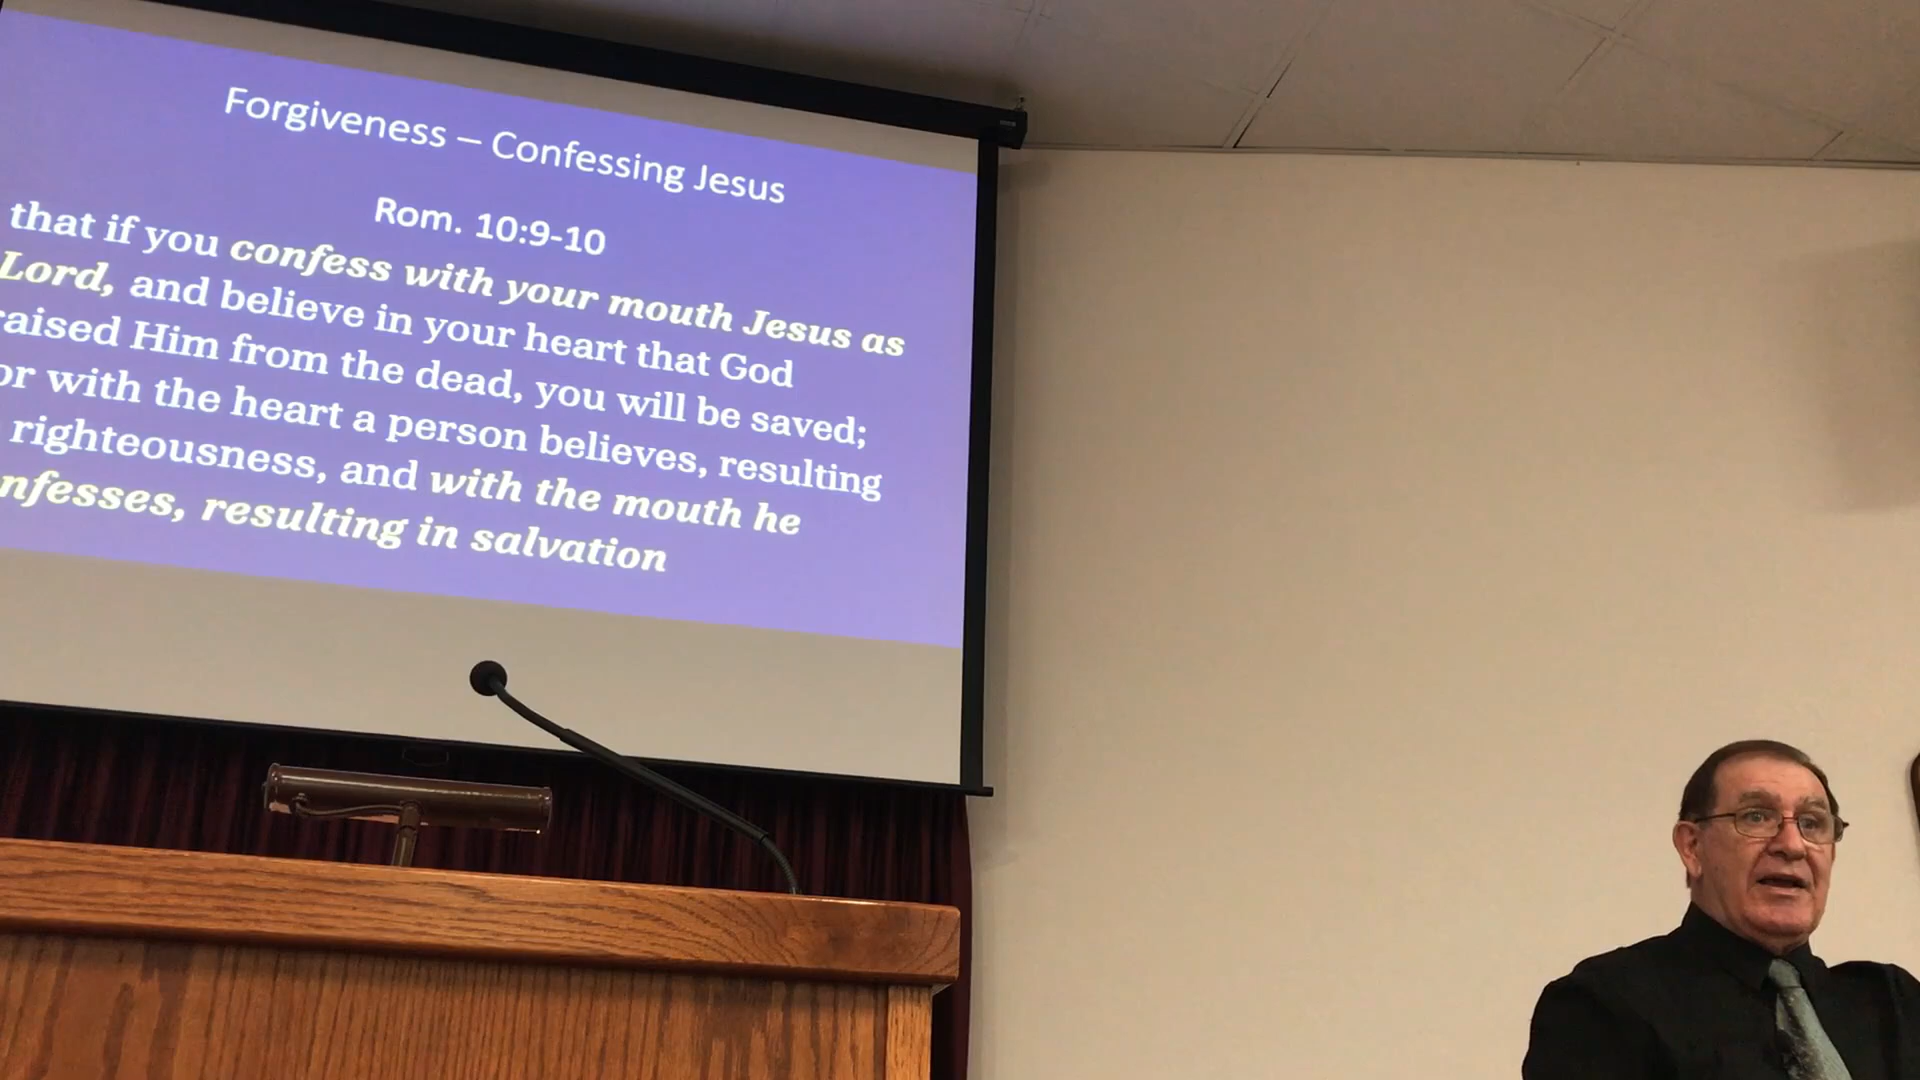 Forgiveness – Confessing Jesus
Rom. 10:9-10
that if you confess with your mouth Jesus as
Lord, and believe in your heart that God
raised Him from the dead, you will be saved;
or with the heart a person believes, resulting
righteousness, and with the mouth he
nfesses, resulting in salvation